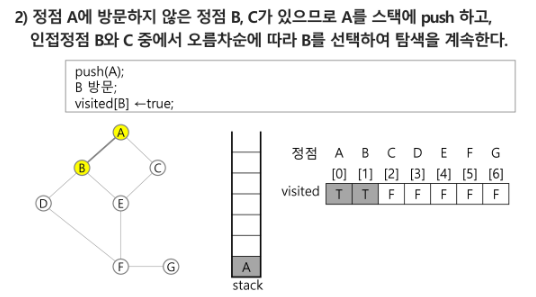 2) 정점 A에 방문하지 않은 정점 B, C가 있으므로 A를 스택에 push 하고,
인접정점 B와 C 중에서 오름차순에 따라 B를 선택하여 탐색을 계속한다.
push(A);
B 방문;
visited[B] ←true;
A
B
C
D
E
F
G
A
stack
정점 A B C D E F G
[0] [1] [2] [3] [4] [5] [6]
visited T T F F F F F